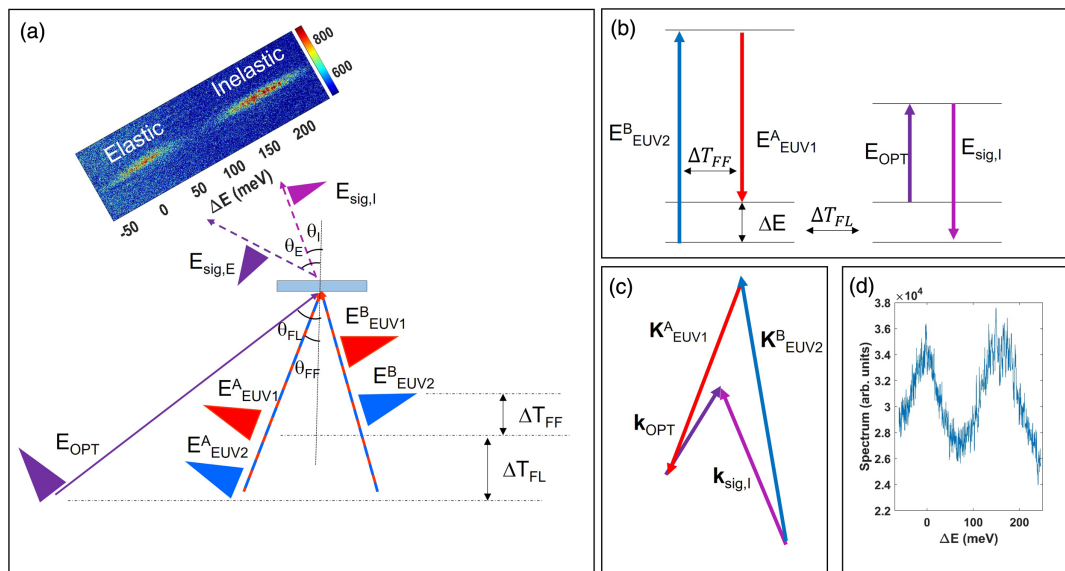 (a)
800
600
Elastic
Inelastic
-50
0
50
100
150
200
ΔE (meV)
E_sig,I
θ_I
θ_E
E_sig,E
θ_FL
θ_FF
E^B_EUV1
E^B_EUV2
E^A_EUV1
E^A_EUV2
E_OPT
ΔT_FF
ΔT_FL
(b)
E^B_EUV2
E^A_EUV1
ΔT_FF
ΔE
ΔT_FL
E_OPT
E_sig,I
(c)
K^A_EUV1
K^B_EUV2
k_OPT
k_sig,I
(d)
×10^4
3.8
3.6
3.4
3.2
3
2.8
2.6
2.4
2.2
Spectrum (arb. units)
0
100
200
ΔE (meV)